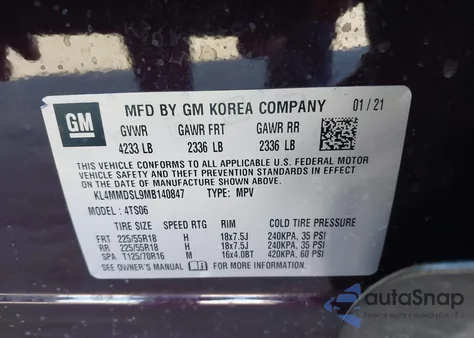 GM
MFD BY GM KOREA COMPANY 01 / 21
GVWR GAWR FRT GAWR RR
4233 LB 2336 LB 2336 LB
THIS VEHICLE CONFORMS TO ALL APPLICABLE U.S. FEDERAL MOTOR
VEHICLE SAFETY AND THEFT PREVENTION STANDARDS IN EFFECT
ON THE DATE OF MANUFACTURE SHOWN ABOVE.
KL4MMDSL9MB140847 TYPE: MPV
MODEL : 4TS06
TIRE SIZE SPEED RTG RIM COLD TIRE PRESSURE
FRT 225/55R18 H 18x7.5J 240KPA, 35 PSI
RR 225/55R18 H 18x7.5J 240KPA, 35 PSI
SPA T125/70R16 M 16x4.0BT 420KPA, 60 PSI
SEE OWNER'S MANUAL FOR MORE INFORMATION
autoSnap